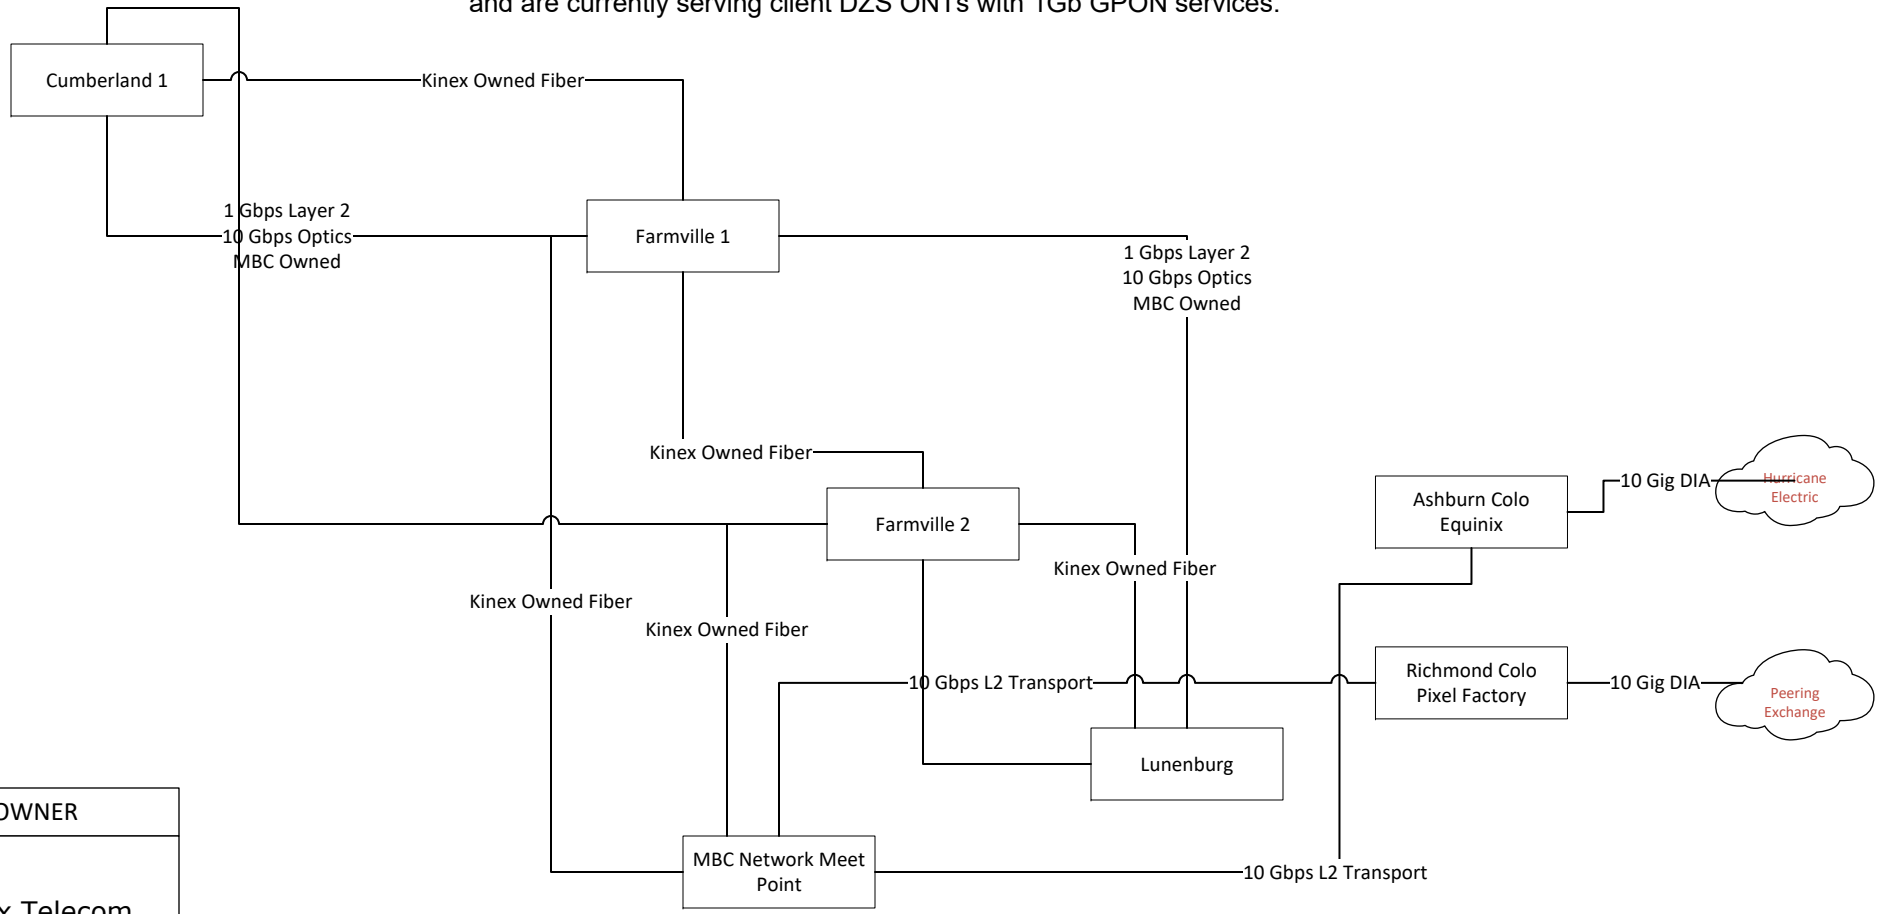 and are currently serving client DZS ONTs with 1Gb GPON services.
Cumberland 1
Kinex Owned Fiber
1 Gbps Layer 2
10 Gbps Optics
MBC Owned
Farmville 1
1 Gbps Layer 2
10 Gbps Optics
MBC Owned
Kinex Owned Fiber
Farmville 2
Ashburn Colo
Equinix
10 Gig DIA
Hurricane
Electric
Kinex Owned Fiber
Kinex Owned Fiber
Kinex Owned Fiber
10 Gbps L2 Transport
Richmond Colo
Pixel Factory
10 Gig DIA
Peering
Exchange
Lunenburg
OWNER
MBC Network Meet
Point
10 Gbps L2 Transport
x Telecom